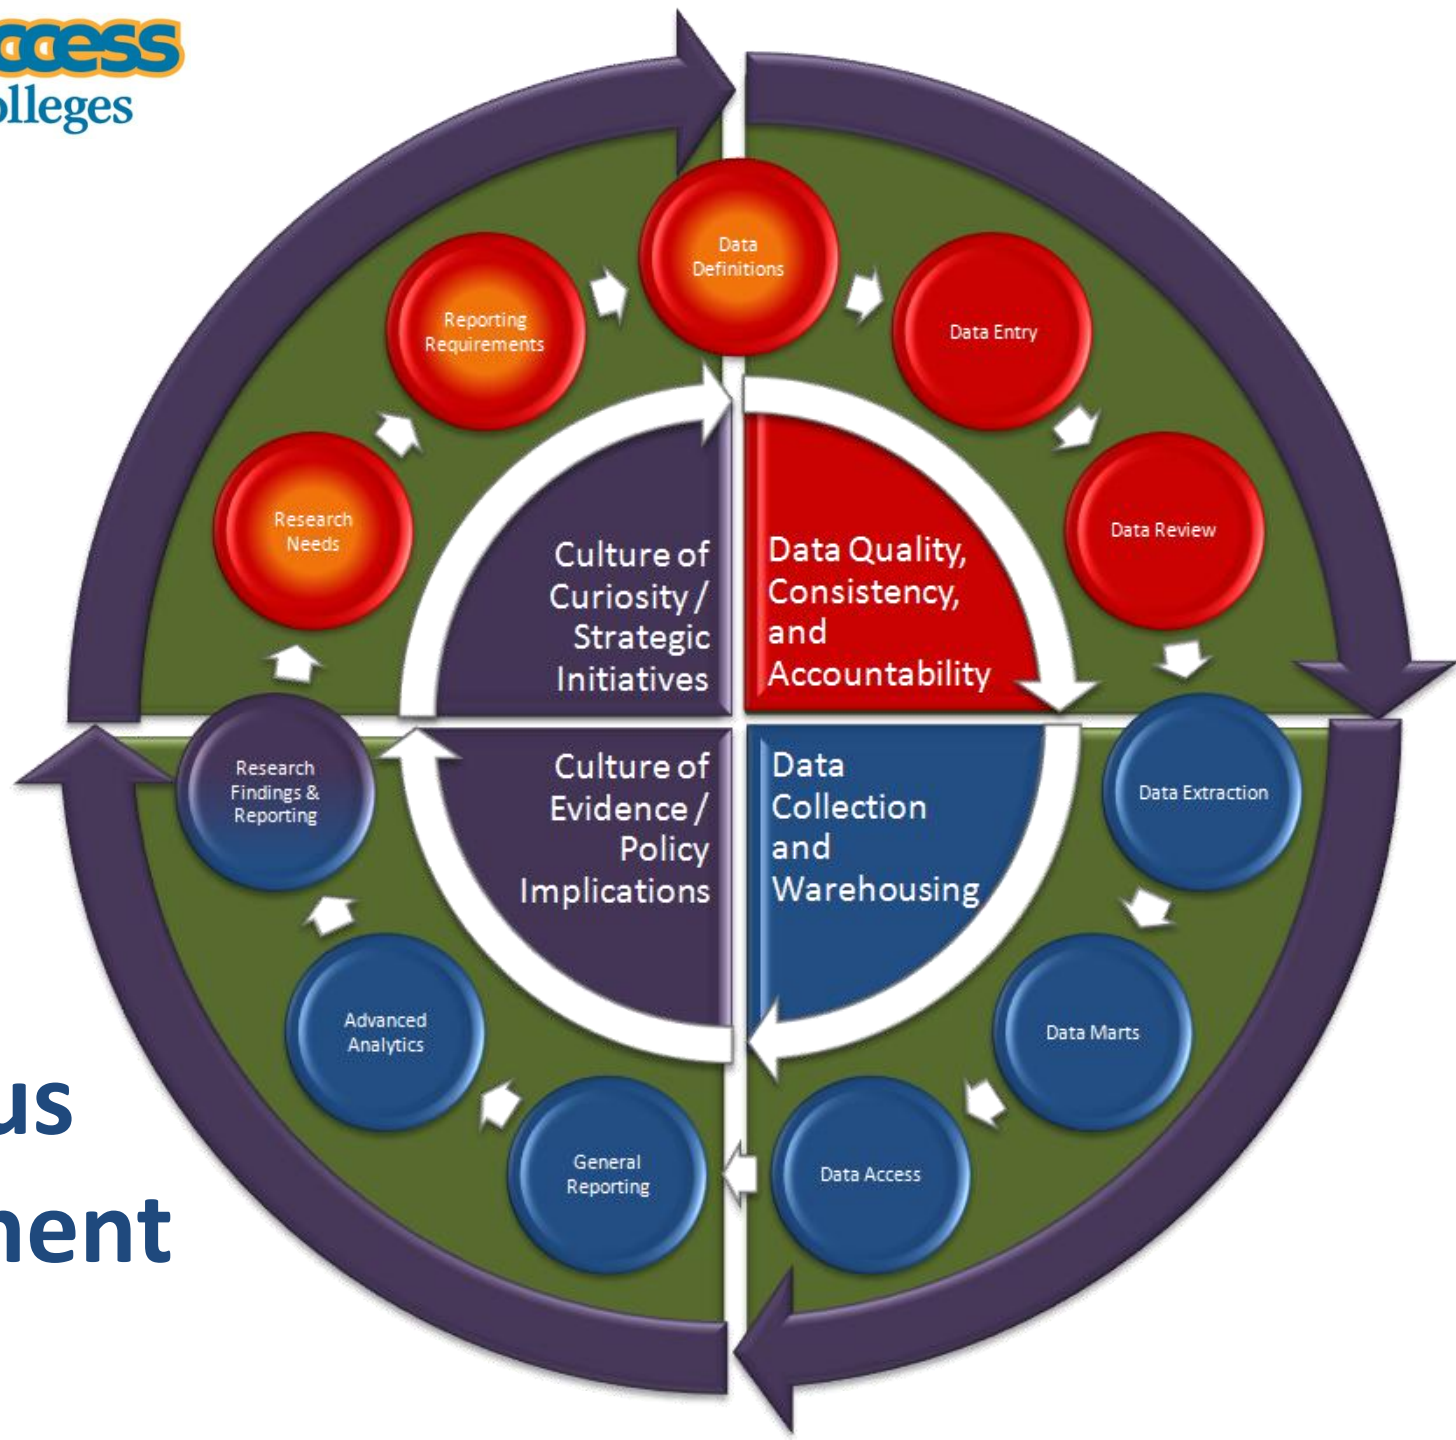 ccess
olleges
Data
Definitions
Data Entry
Data Review
Data Extraction
Data Marts
Data Access
General
Reporting
Advanced
Analytics
Research
Findings &
Reporting
Research
Needs
Reporting
Requirements
Culture of
Curiosity /
Strategic
Initiatives
Data Quality,
Consistency,
and
Accountability
Culture of
Evidence /
Policy
Implications
Data
Collection
and
Warehousing
us
nent